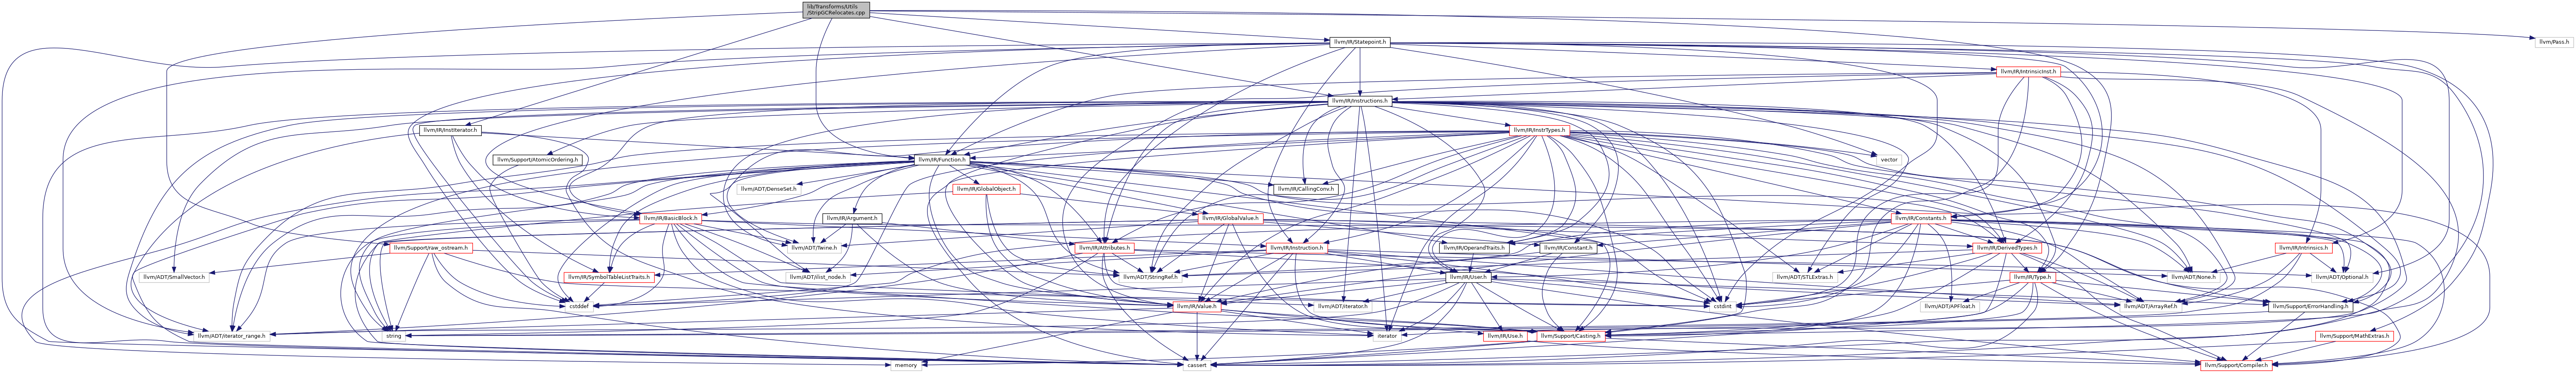 lib/Transforms/Utils
/StripGCRelocates.cpp
llvm/IR/Statepoint.h
llvm/Pass.h
llvm/IR/IntrinsicInst.h
llvm/IR/Instructions.h
llvm/IR/InstIterator.h
llvm/IR/InstrTypes.h
llvm/Support/AtomicOrdering.h
llvm/IR/Function.h
vector
llvm/ADT/DenseSet.h
llvm/IR/GlobalObject.h
llvm/IR/CallingConv.h
llvm/IR/BasicBlock.h
llvm/IR/Argument.h
llvm/IR/GlobalValue.h
llvm/IR/Constants.h
llvm/Support/raw_ostream.h
llvm/ADT/Twine.h
llvm/IR/Attributes.h
llvm/IR/Instruction.h
llvm/IR/OperandTraits.h
llvm/IR/Constant.h
llvm/IR/DerivedTypes.h
llvm/IR/Intrinsics.h
llvm/ADT/SmallVector.h
llvm/IR/SymbolTableListTraits.h
llvm/ADT/ilist_node.h
llvm/ADT/StringRef.h
llvm/IR/User.h
llvm/ADT/STLExtras.h
llvm/IR/Type.h
llvm/ADT/None.h
llvm/ADT/Optional.h
cstddef
llvm/IR/Value.h
llvm/ADT/iterator.h
cstdint
llvm/ADT/APFloat.h
llvm/ADT/ArrayRef.h
llvm/Support/ErrorHandling.h
llvm/ADT/iterator_range.h
string
iterator
llvm/IR/Use.h
llvm/Support/Casting.h
llvm/Support/MathExtras.h
memory
cassert
llvm/Support/Compiler.h